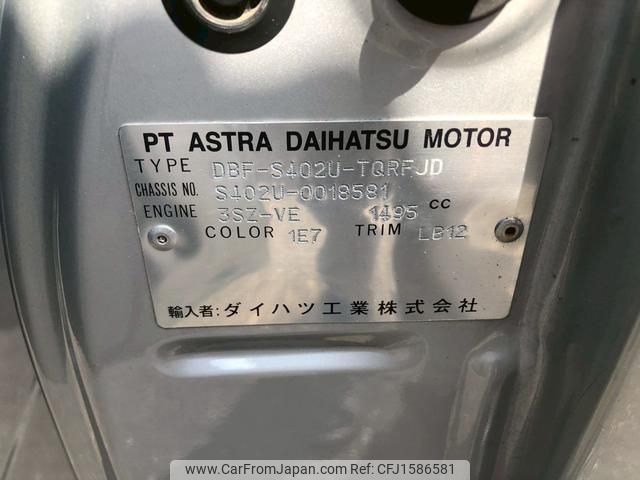 PT ASTRA DAIHATSU MOTOR
TYPE DBF-S402U-TQRFJD
CHASSIS NO. S402U-0018581
ENGINE 3SZ-VE 1495 CC
COLOR 1E7 TRIM LB12
輸入者: ダイハツ工業株式会社
www.CarFromJapan.com - Car ID: CFJ1586581